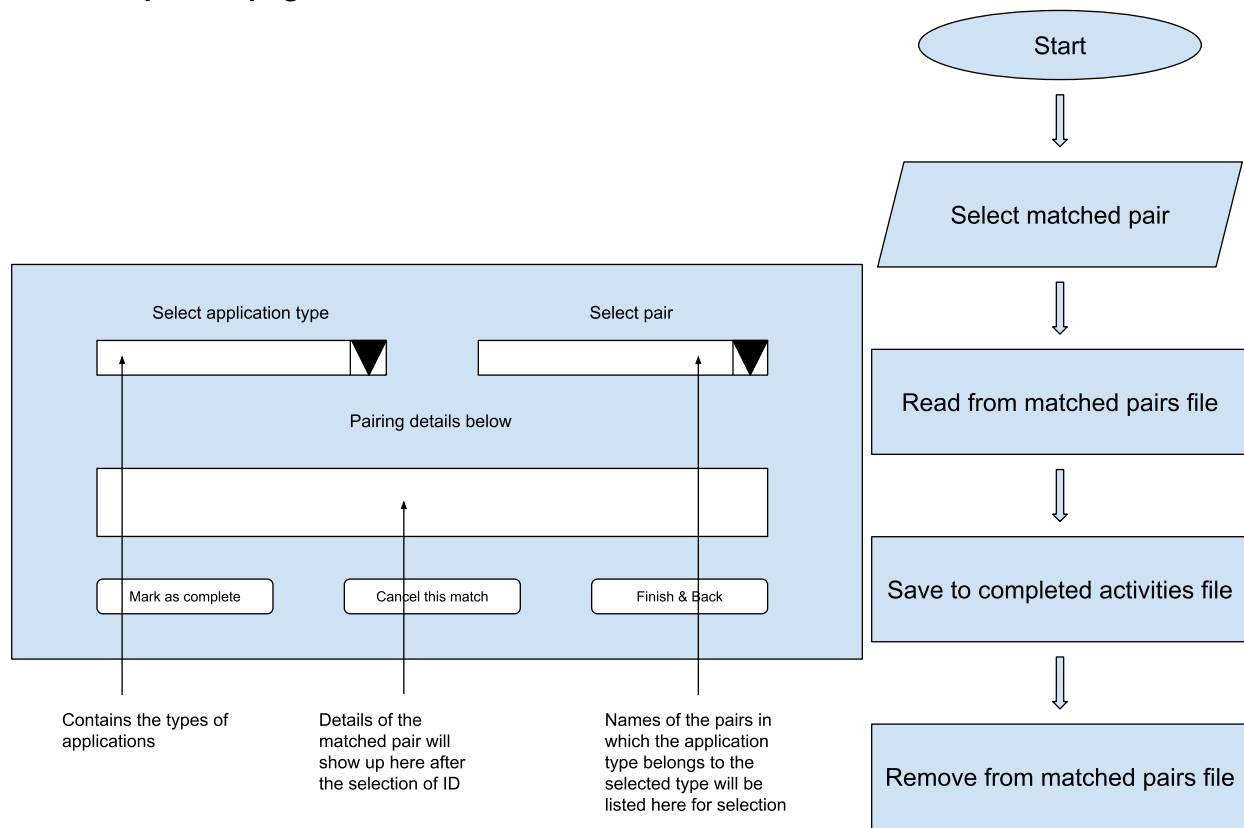 Start
Select matched pair
Select application type
Select pair
Read from matched pairs file
Pairing details below
Save to completed activities file
Mark as complete
Cancel this match
Finish & Back
Contains the types of
applications
Details of the
matched pair will
show up here after
the selection of ID
Names of the pairs in
which the application
type belongs to the
selected type will be
listed here for selection
Remove from matched pairs file